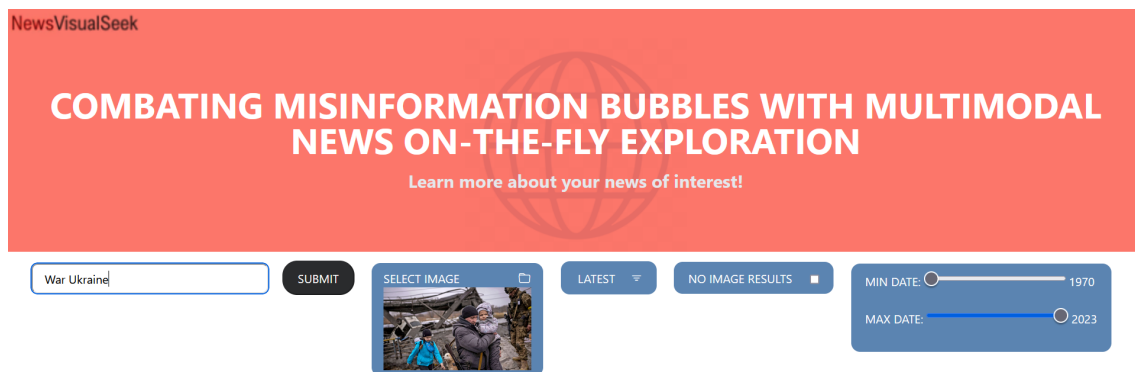 NewsVisualSeek
COMBATING MISINFORMATION BUBBLES WITH MULTIMODAL
NEWS ON-THE-FLY EXPLORATION
Learn more about your news of interest!
War Ukraine
SUBMIT
SELECT IMAGE
LATEST
NO IMAGE RESULTS
MIN DATE: 1970
MAX DATE: 2023